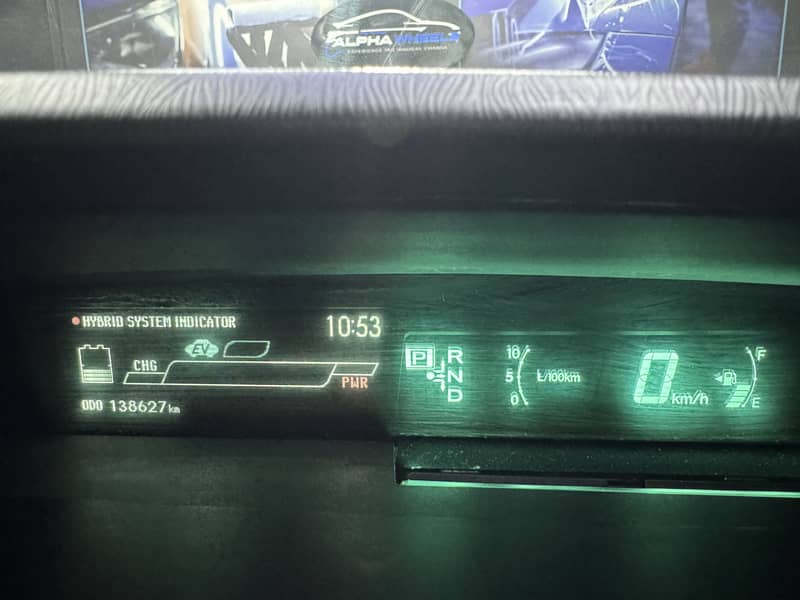 ALPHA WHEELS
HYBRID SYSTEM INDICATOR
10:53
EV
CHG
PWR
ODO 138627km
P
R
N
D
10
5
0
L/100km
0 km/h
F
E